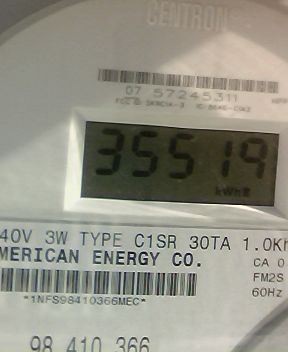 CENTRON
07 57245311
35519
kWh
40V 3W TYPE C1SR 30TA 1.0Kh
MERICAN ENERGY CO.
CA 0
FM2S
60Hz
*1NFS98410366MEC*
98 410 366